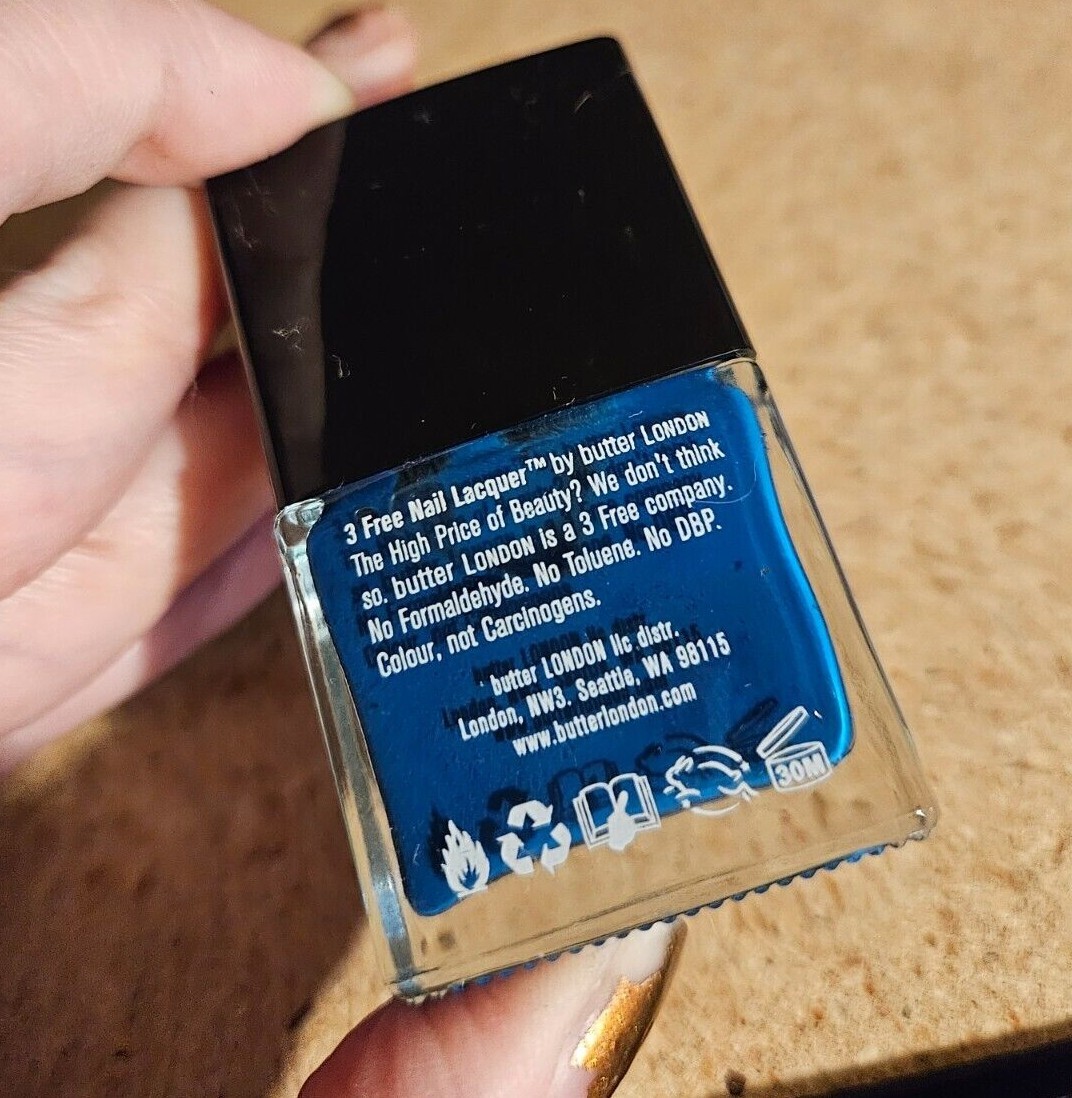 3 Free Nail Lacquer™ by butter LONDON
The High Price of Beauty? We don't think
so. butter LONDON is a 3 Free company.
No Formaldehyde. No Toluene. No DBP.
Colour, not Carcinogens.
butter LONDON llc distr.
London, NW3. Seattle, WA 98115
www.butterlondon.com
30M